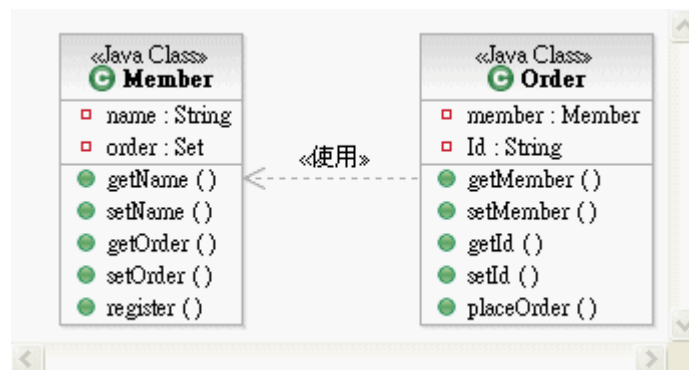 «Java Class»
Member
name : String
order : Set
getName ( )
setName ( )
getOrder ( )
setOrder ( )
register ( )
«使用»
«Java Class»
Order
member : Member
Id : String
getMember ( )
setMember ( )
getId ( )
setId ( )
placeOrder ( )